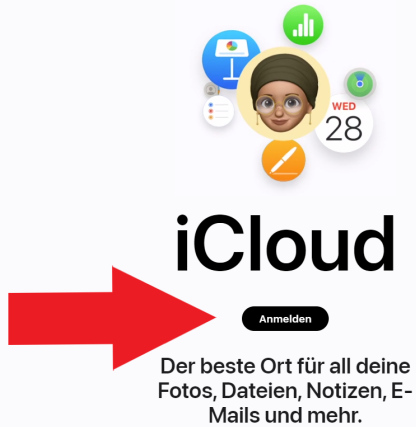 WED
28
iCloud
Anmelden
Der beste Ort für all deine
Fotos, Dateien, Notizen, E-
Mails und mehr.